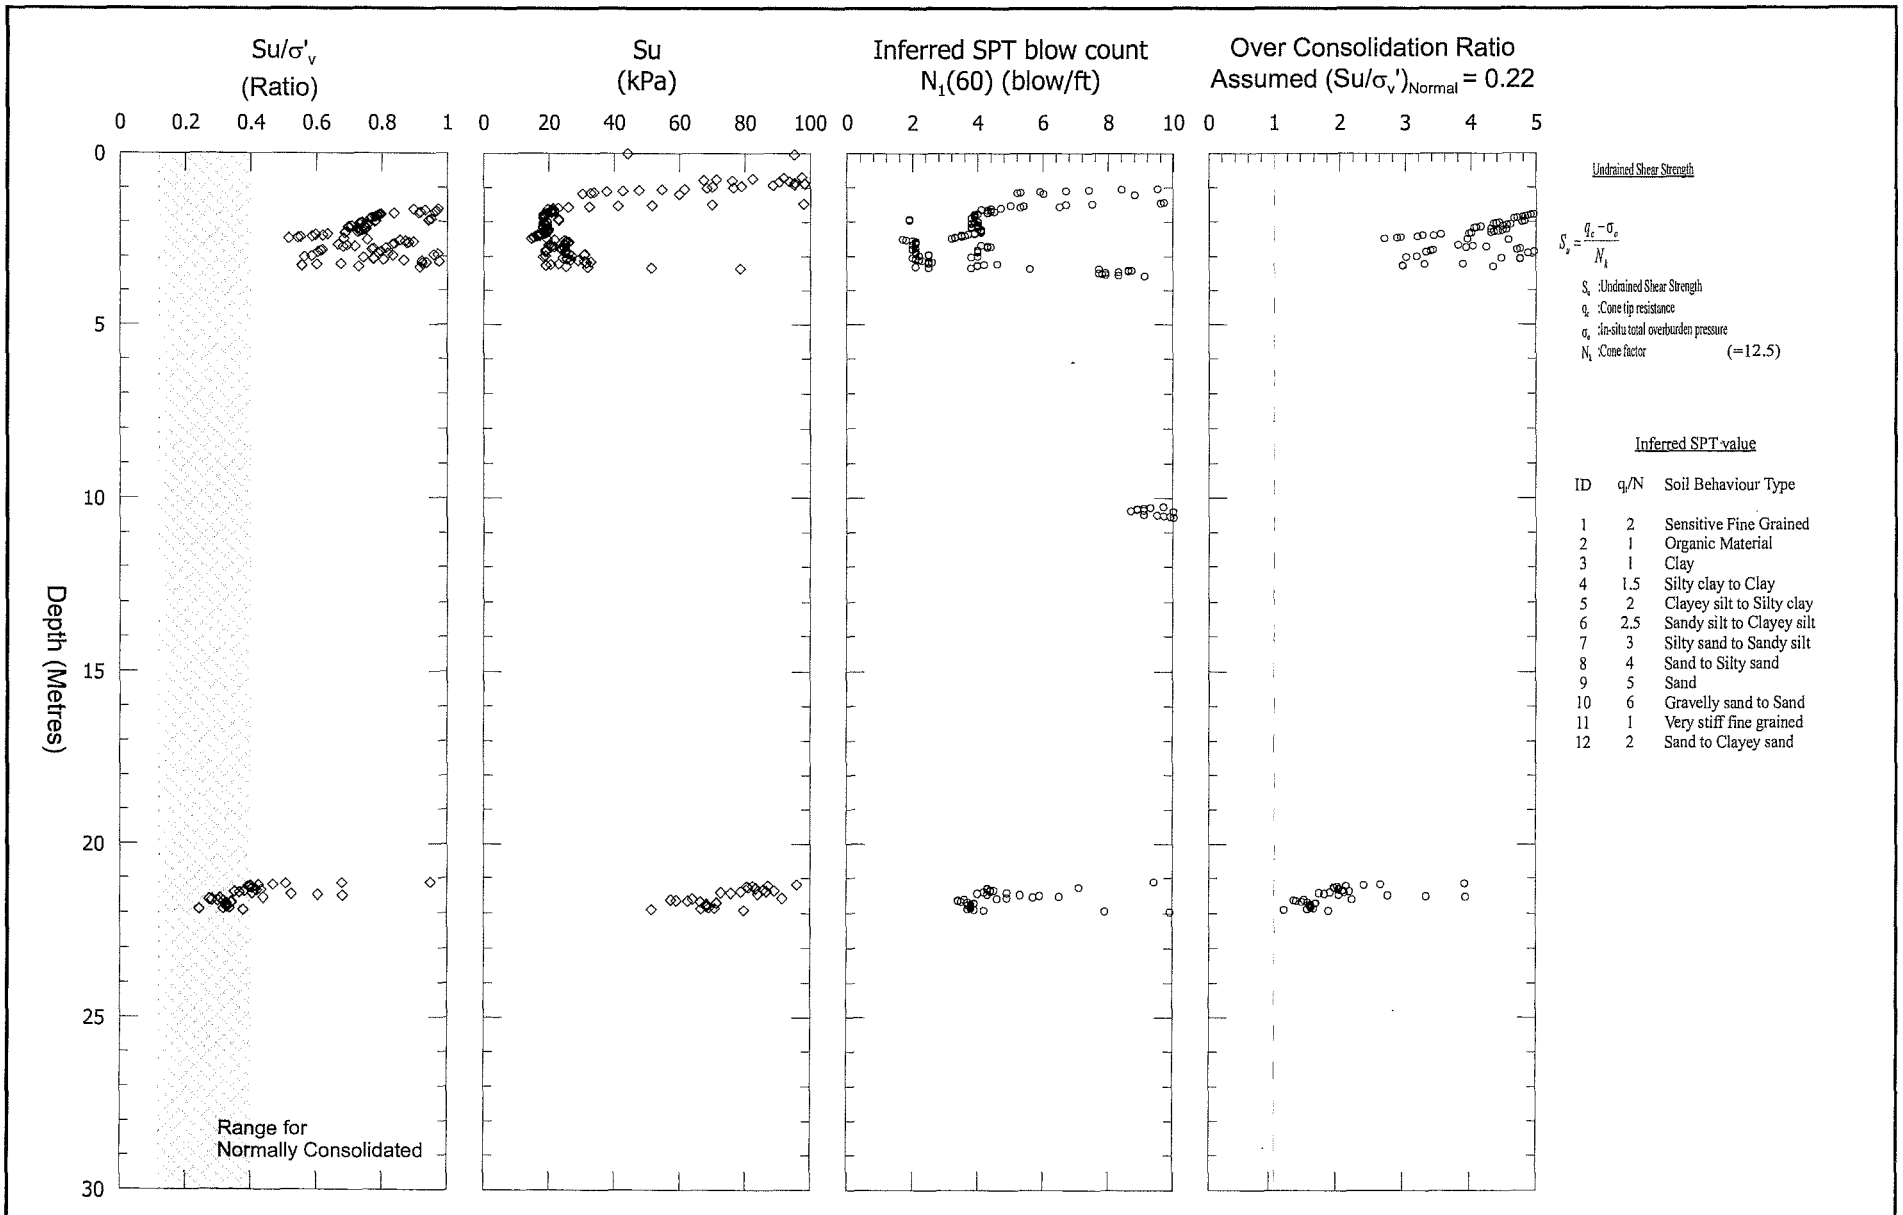 Su/σ'v
(Ratio)
Su
(kPa)
Inferred SPT blow count
N₁(60) (blow/ft)
Over Consolidation Ratio
Assumed (Su/σv')Normal = 0.22
0 0.2 0.4 0.6 0.8 1
0 20 40 60 80 100
0 2 4 6 8 10
0 1 2 3 4 5
0
5
10
15
20
25
30
Depth (Metres)
Range for
Normally Consolidated
Undrained Shear Strength
Su = (qc − σo) / Nk
Su :Undrained Shear Strength
qc :Cone tip resistance
σo :In-situ total overburden pressure
Nk :Cone factor (=12.5)
Inferred SPT value
ID qt/N Soil Behaviour Type
1 2 Sensitive Fine Grained
2 1 Organic Material
3 1 Clay
4 1.5 Silty clay to Clay
5 2 Clayey silt to Silty clay
6 2.5 Sandy silt to Clayey silt
7 3 Silty sand to Sandy silt
8 4 Sand to Silty sand
9 5 Sand
10 6 Gravelly sand to Sand
11 1 Very stiff fine grained
12 2 Sand to Clayey sand